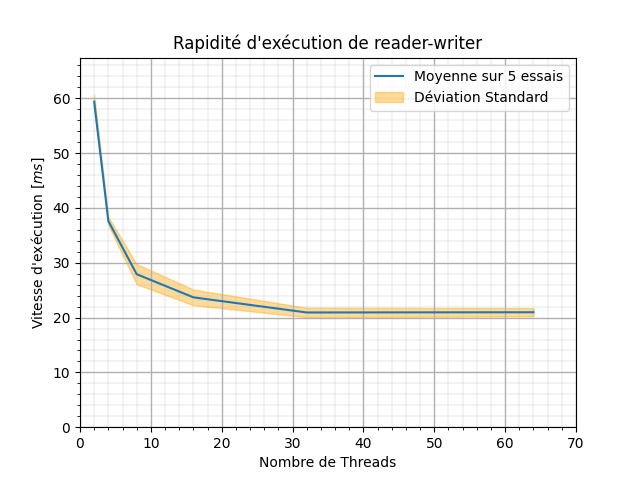 Rapidité d'exécution de reader-writer
Moyenne sur 5 essais
Déviation Standard
Vitesse d'exécution [ms]
60
50
40
30
20
10
0
0 10 20 30 40 50 60 70
Nombre de Threads